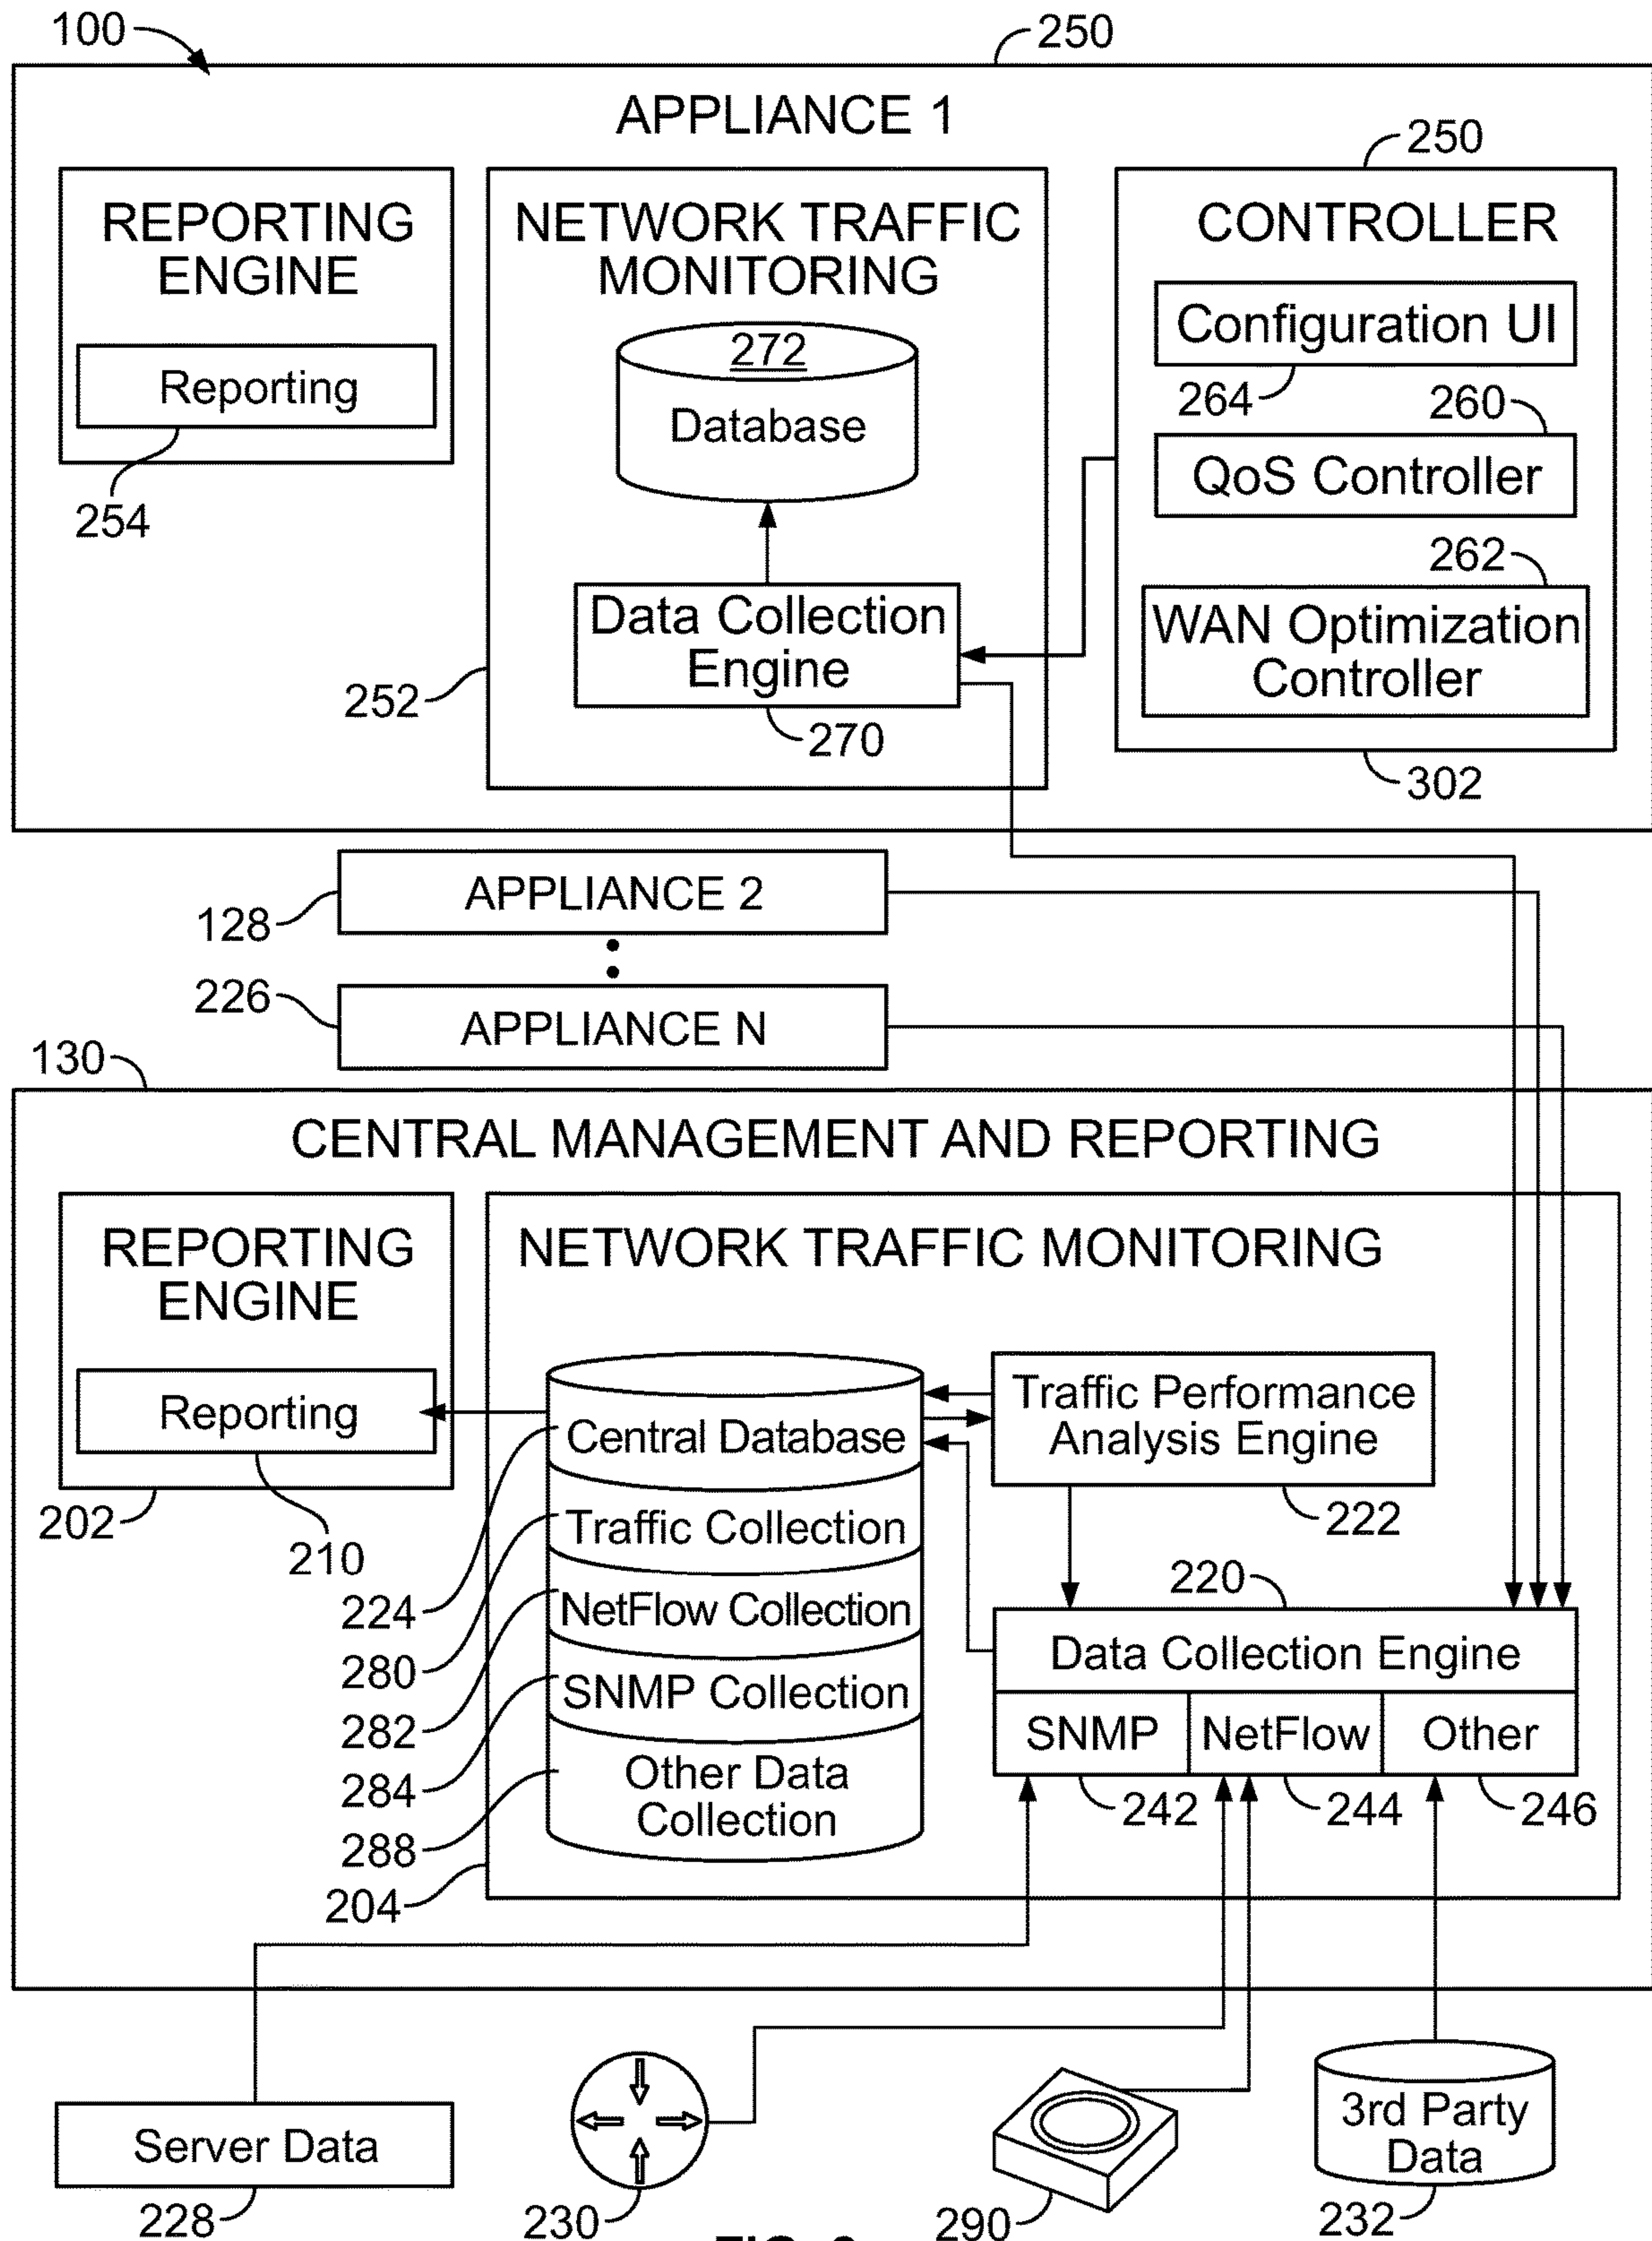 100
250
APPLIANCE 1
250
REPORTING
ENGINE
Reporting
254
NETWORK TRAFFIC
MONITORING
272
Database
Data Collection
Engine
252
270
CONTROLLER
Configuration UI
264
260
QoS Controller
262
WAN Optimization
Controller
302
APPLIANCE 2
128
226
APPLIANCE N
130
CENTRAL MANAGEMENT AND REPORTING
REPORTING
ENGINE
Reporting
202
210
NETWORK TRAFFIC MONITORING
Central Database
Traffic Collection
NetFlow Collection
SNMP Collection
Other Data
Collection
224
280
282
284
288
204
Traffic Performance
Analysis Engine
222
220
Data Collection Engine
SNMP
NetFlow
Other
242
244
246
Server Data
228
230
290
3rd Party
Data
232